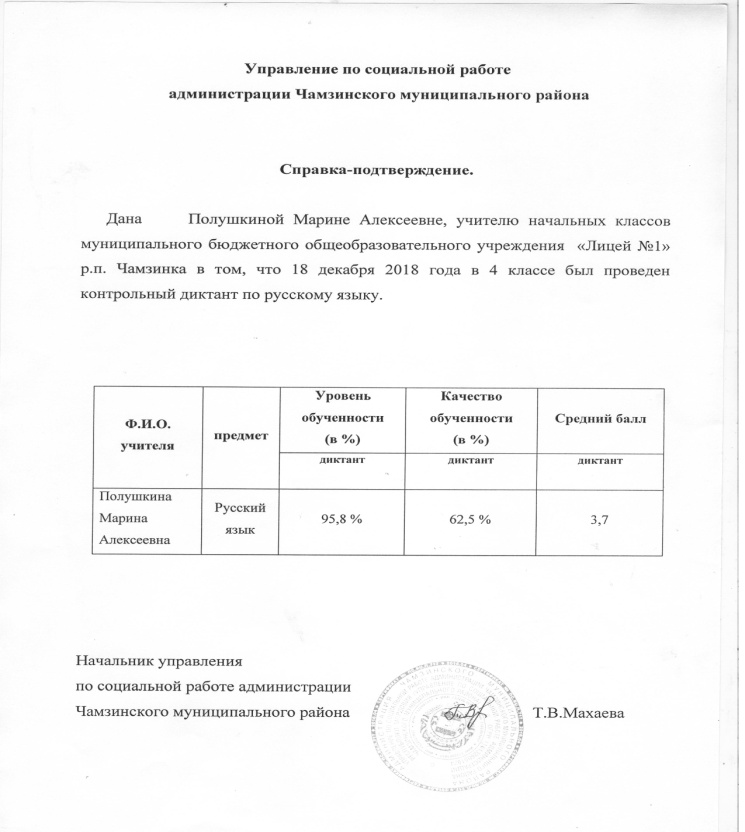 Управление по социальной работе
администрации Чамзинского муниципального района
Справка-подтверждение.
Дана Полушкиной Марине Алексеевне, учителю начальных классов
муниципального бюджетного общеобразовательного учреждения «Лицей №1»
р.п. Чамзинка в том, что 18 декабря 2018 года в 4 классе был проведен
контрольный диктант по русскому языку.
Ф.И.О.
учителя
предмет
Уровень
обученности
(в %)
Качество
обученности
(в %)
Средний балл
диктант
диктант
диктант
Полушкина
Марина
Алексеевна
Русский
язык
95,8 %
62,5 %
3,7
Начальник управления
по социальной работе администрации
Чамзинского муниципального района
Т.В.Махаева